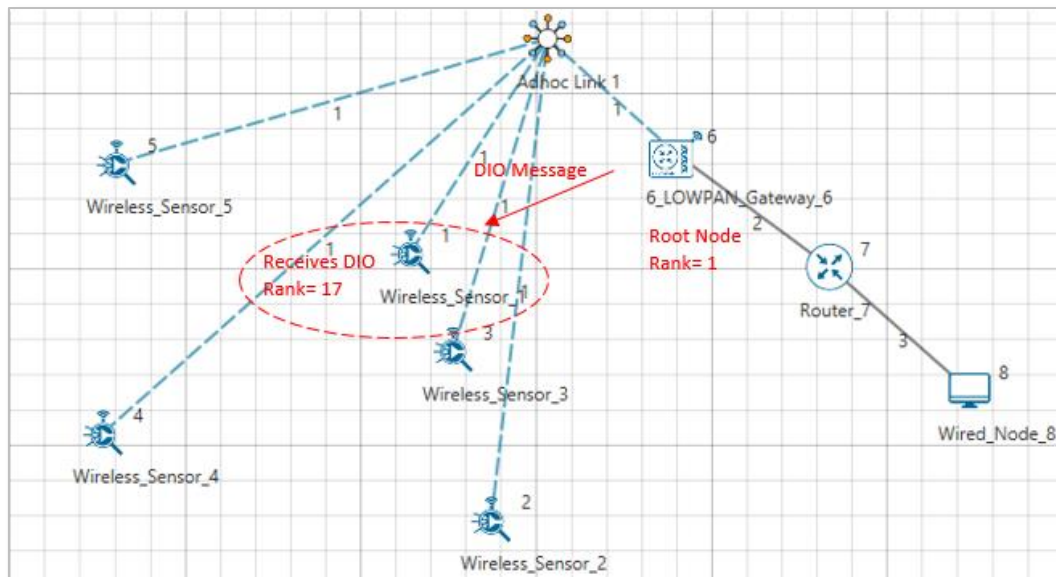 Adhoc Link 1
1
1
5
Wireless_Sensor_5
6
6_LOWPAN_Gateway_6
1
DIO Message
1
2
Root Node
Rank= 1
7
Router_7
1
1
Receives DIO
Rank= 17
Wireless_Sensor_1
1
3
Wireless_Sensor_3
3
8
Wired_Node_8
4
Wireless_Sensor_4
2
Wireless_Sensor_2